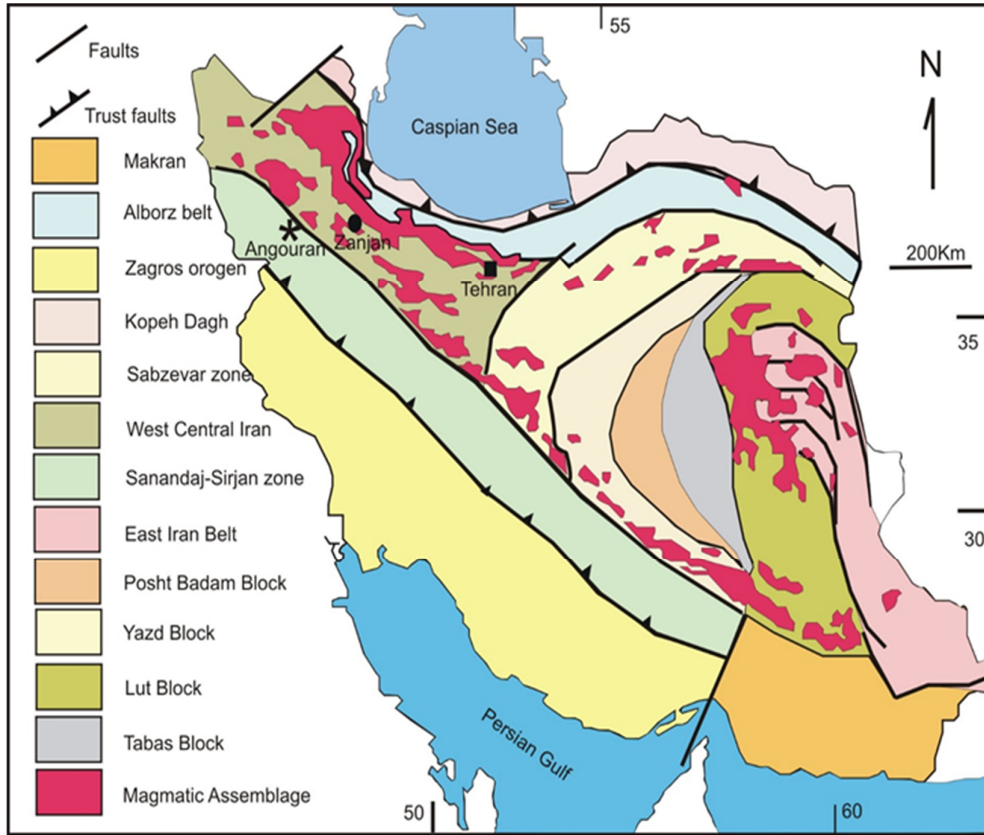 Faults
Trust faults
Makran
Alborz belt
Zagros orogen
Kopeh Dagh
Sabzevar zone
West Central Iran
Sanandaj-Sirjan zone
East Iran Belt
Posht Badam Block
Yazd Block
Lut Block
Tabas Block
Magmatic Assemblage
55
Caspian Sea
N
Zanjan
Angouran
200Km
Tehran
35
30
Persian Gulf
50
60